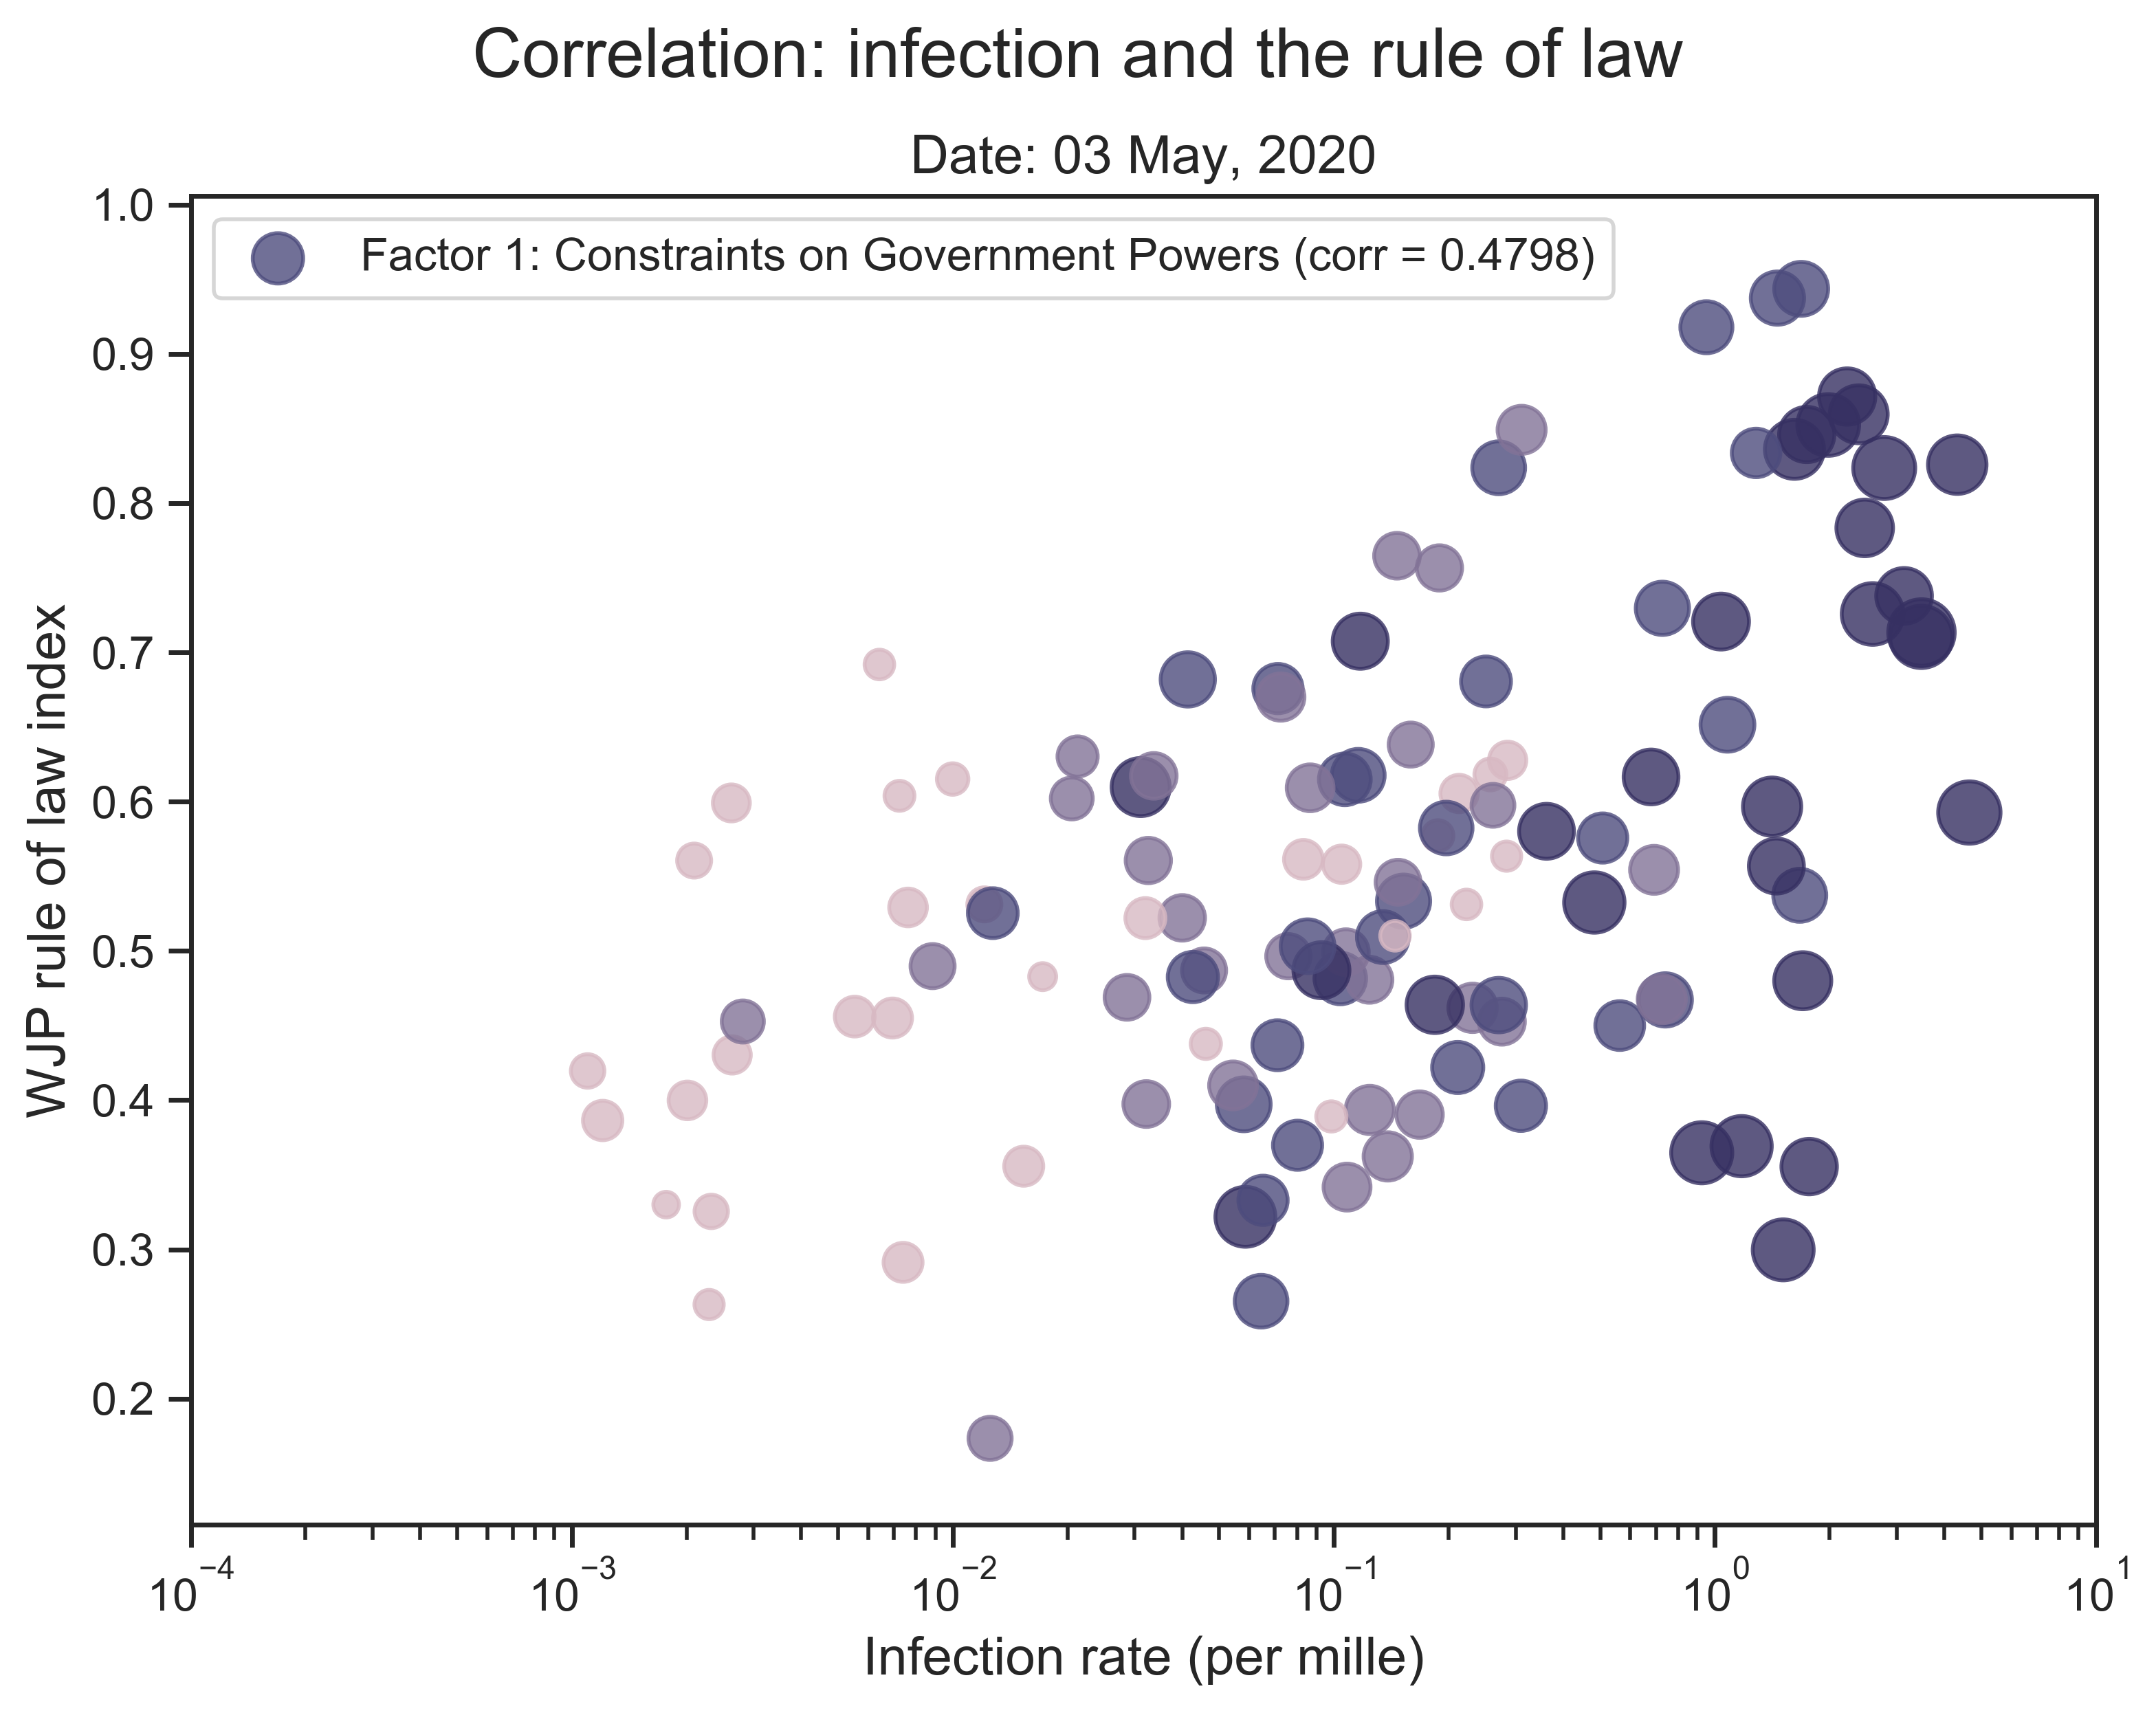 Correlation: infection and the rule of law
Date: 03 May, 2020
Factor 1: Constraints on Government Powers (corr = 0.4798)
WJP rule of law index
1.0
0.9
0.8
0.7
0.6
0.5
0.4
0.3
0.2
10⁻⁴ 10⁻³ 10⁻² 10⁻¹ 10⁰ 10¹
Infection rate (per mille)